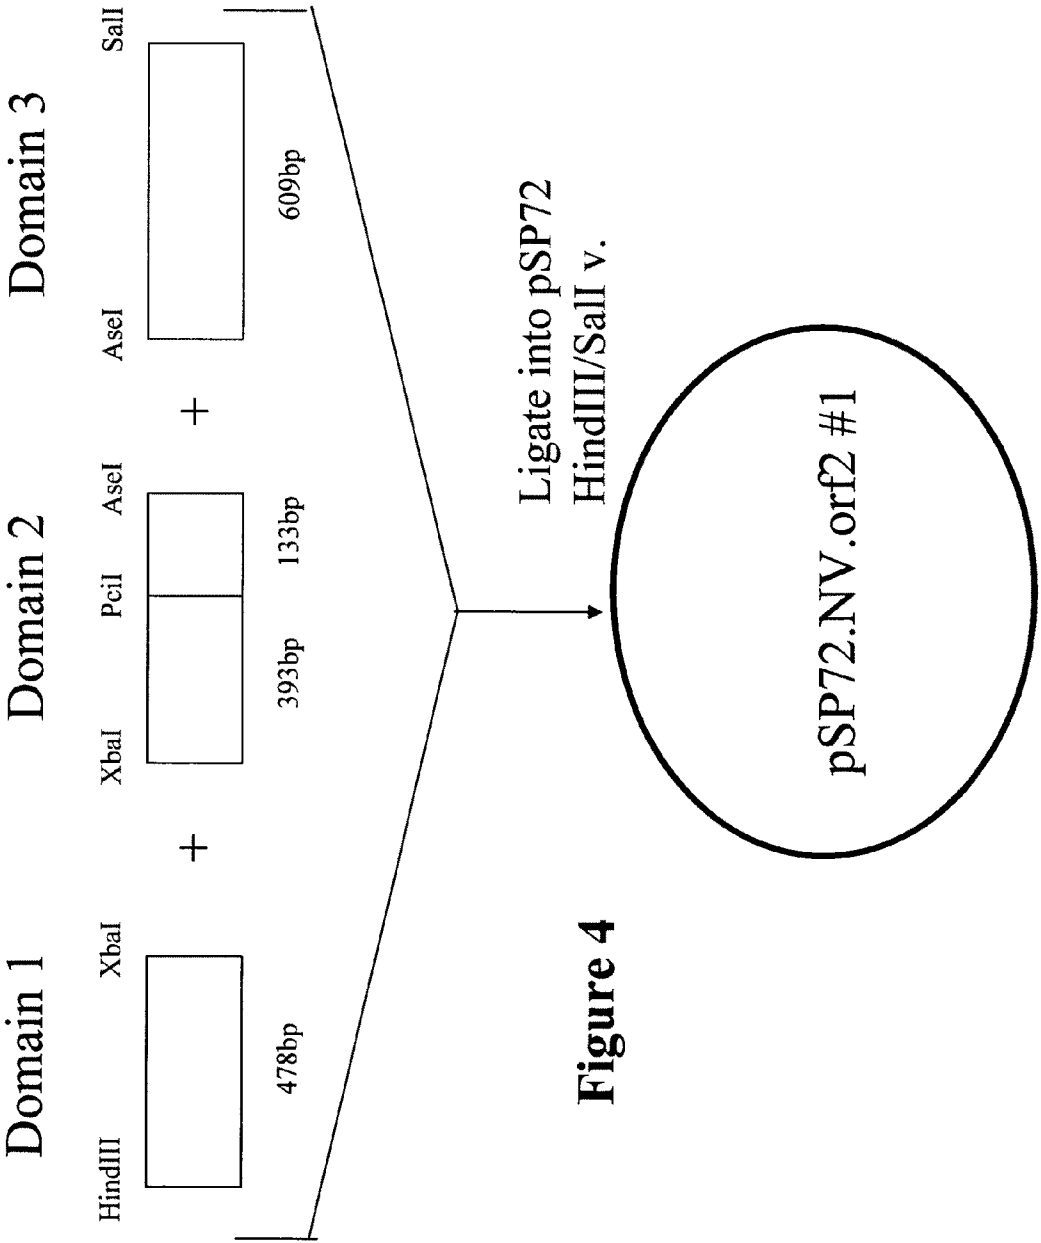 Domain 1
Domain 2
Domain 3
HindIII
XbaI
XbaI
PciI
AseI
AseI
SalI
+
+
478bp
393bp
133bp
609bp
Ligate into pSP72
HindIII/SalI v.
pSP72.NV.orf2 #1
Figure 4